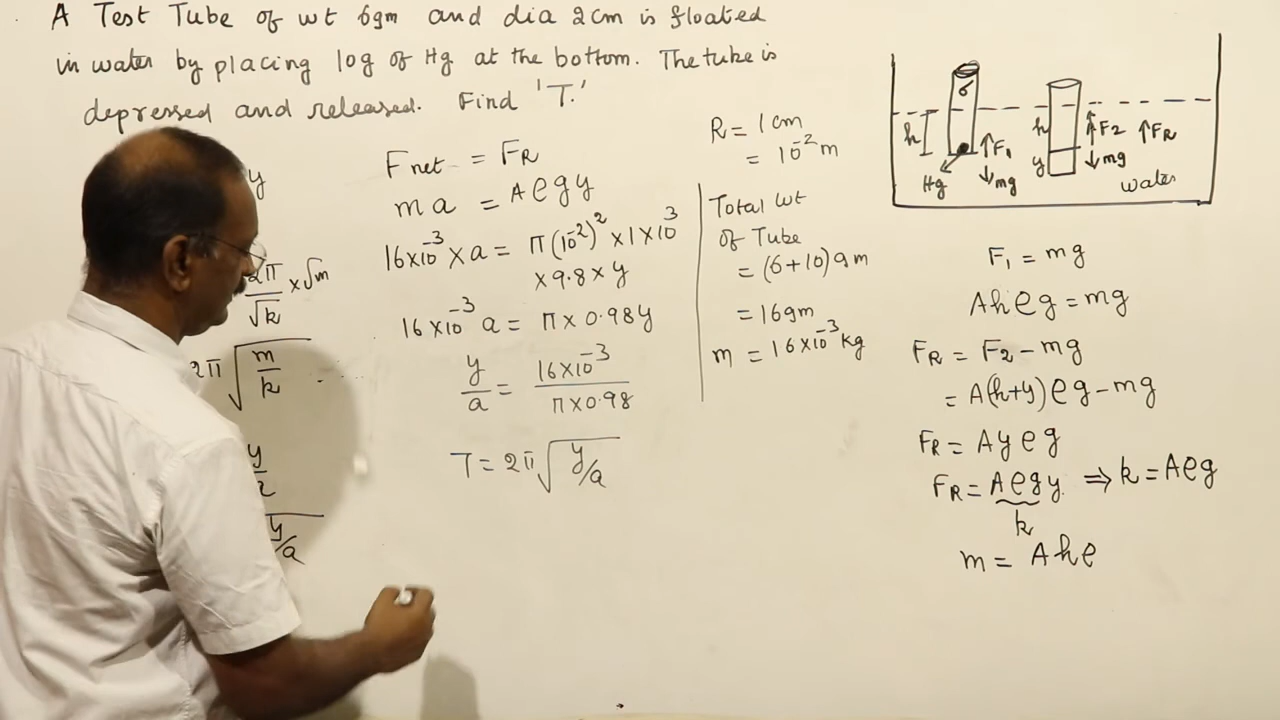 A Test Tube of wt 6gm and dia 2cm is floated
in water by placing 10g of Hg at the bottom. The tube is
depressed and released. Find 'T.'
y
2π/√k × √m
2π √(m/k) ....
y
y/a
Fnet = FR
ma = Aρgy
16×10⁻³ × a = π(10⁻²)² × 1×10³
× 9.8 × y
16×10⁻³ a = π × 0.98y
y/a = 16×10⁻³ / π×0.98
T = 2π √(y/a)
R = 1cm
= 10⁻² m
Total wt
of Tube
= (6+10)gm
= 16gm
m = 16×10⁻³ kg
σ
h
Hg
↑F₁
↓mg
h
y
↑F2
↓mg
↑FR
water
F₁ = mg
Ahρg = mg
FR = F₂ - mg
= A(h+y)ρg - mg
FR = Ayρg
FR = Aρgy ⇒ k = Aρg
k
m = Ahρ